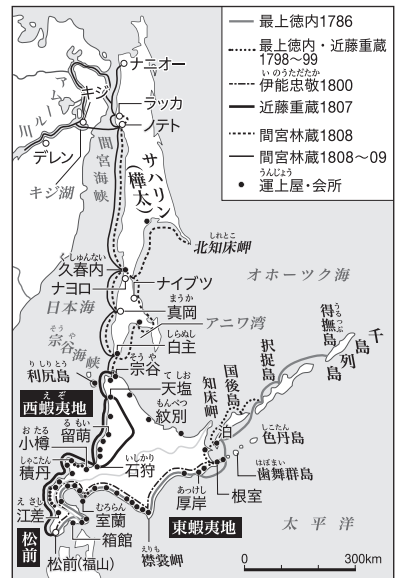 最上徳内1786
最上徳内・近藤重蔵
1798〜99
いのうただたか
伊能忠敬1800
近藤重蔵1807
間宮林蔵1808
間宮林蔵1808〜09
うんじょう
運上屋・会所
ナニオー
キジ
ラッカ
ノテト
アムール川
デレン
キジ湖
間宮海峡
サハリン
(樺太)
しれとこ
北知床岬
オホーツク海
くしゅんない
久春内
ナヨロ
ナイブツ
まうか
真岡
日本海
アニワ湾
しらぬし
白主
そうや
宗谷海峡
そうや
宗谷
りしりとう
利尻島
天塩
えぞ
西蝦夷地
もんべつ
紋別
るもい
留萌
おたる
小樽
しゃこたん
積丹
いしかり
石狩
えさし
江差
むろらん
室蘭
箱館
松前
松前(福山)
えりも
襟裳岬
東蝦夷地
あっけし
厚岸
根室
知床岬
国後島
択捉島
うるっぷ
得撫島
千島列島
しこたん
色丹島
はぼまい
歯舞群島
太平洋
0
300km